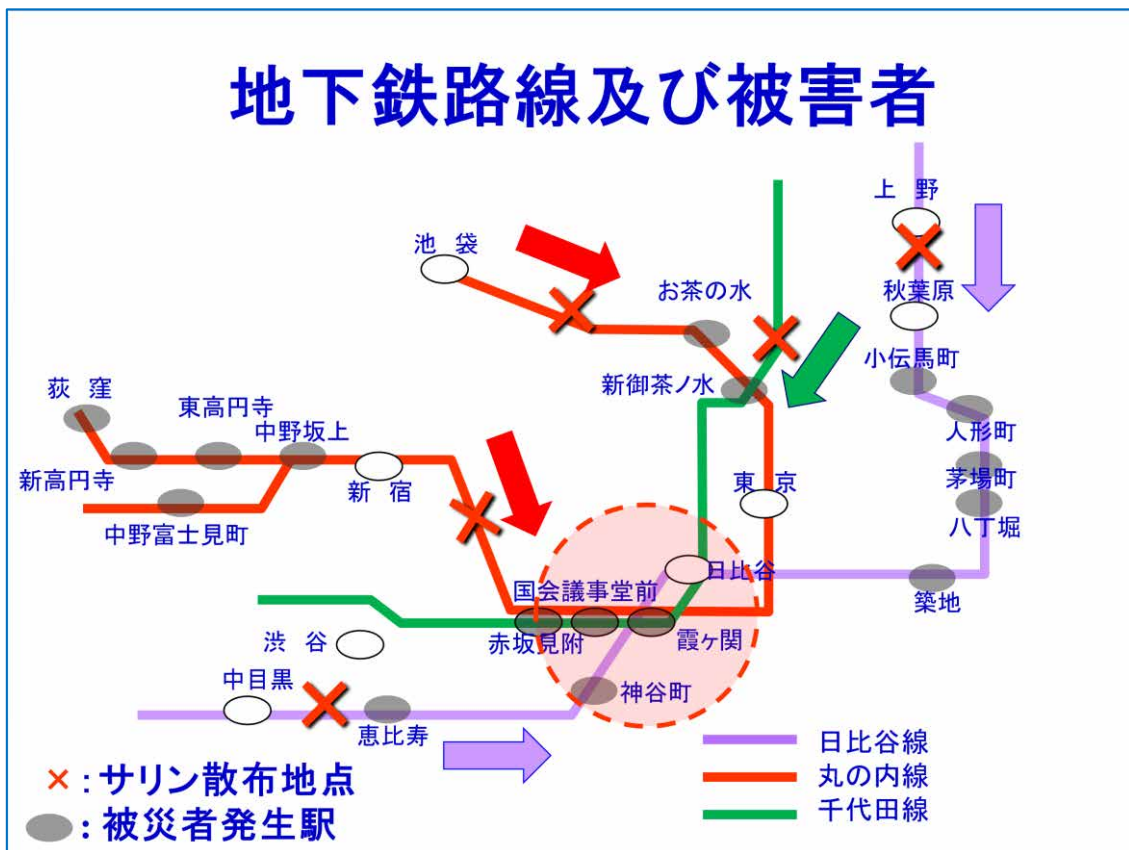 地下鉄路線及び被害者
上 野
池 袋
秋葉原
お茶の水
小伝馬町
新御茶ノ水
荻 窪
東高円寺
中野坂上
人形町
新高円寺
新 宿
東 京
茅場町
中野富士見町
八丁堀
日比谷
国会議事堂前
築地
渋 谷
赤坂見附
霞ヶ関
中目黒
神谷町
恵比寿
日比谷線
×:サリン散布地点
丸の内線
千代田線
:被災者発生駅